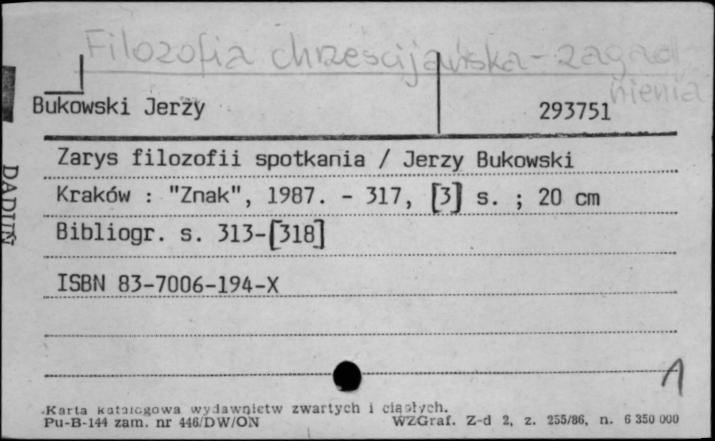 Filozofia chrześcijańska - zagad
nienia
Bukowski Jerzy 293751
Zarys filozofii spotkania / Jerzy Bukowski
Kraków : "Znak", 1987. - 317, [3] s. ; 20 cm
Bibliogr. s. 313-[318]
ISBN 83-7006-194-X
Karta katalogowa wydawnictw zwartych i ciągłych.
Pu-B-144 zam. nr 446/DW/ON WZGraf. Z-d 2, z. 255/86, n. 6 350 000